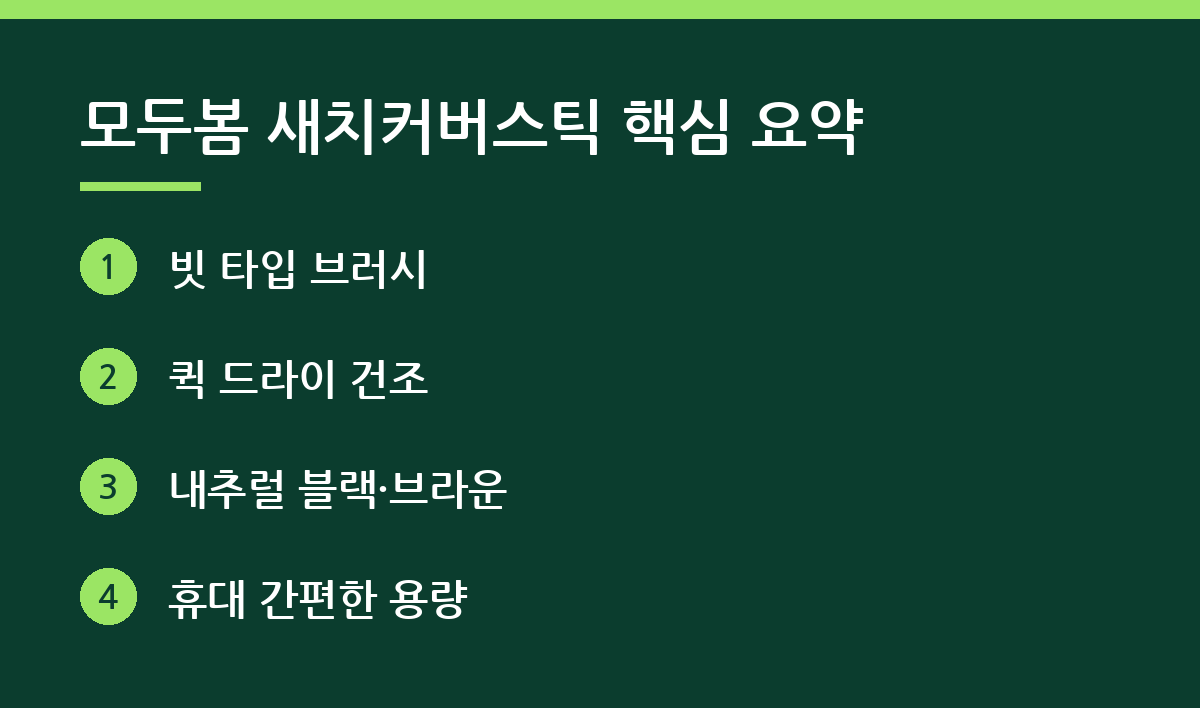 모두봄 새치커버스틱 핵심 요약
1 빗 타입 브러시
2 퀵 드라이 건조
3 내추럴 블랙·브라운
4 휴대 간편한 용량